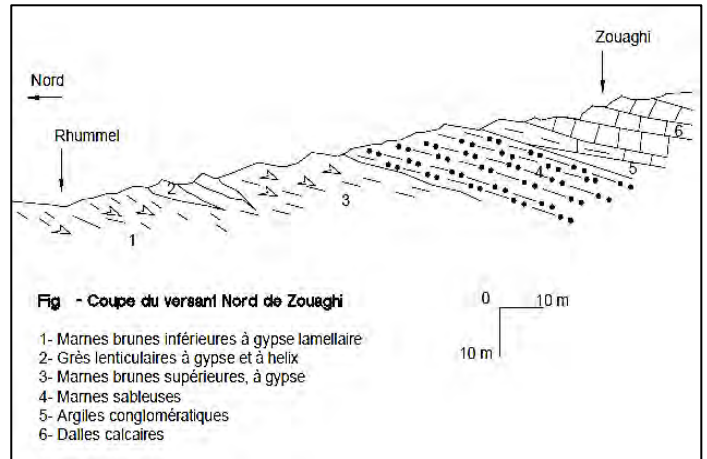 Zouaghi
Nord
Rhummel
6
2
5
4
3
1
Fig - Coupe du versant Nord de Zouaghi
0 10 m
10 m
1- Marnes brunes inférieures à gypse lamellaire
2- Grès lenticulaires à gypse et à helix
3- Marnes brunes supérieures, à gypse
4- Marnes sableuses
5- Argiles conglomératiques
6- Dalles calcaires